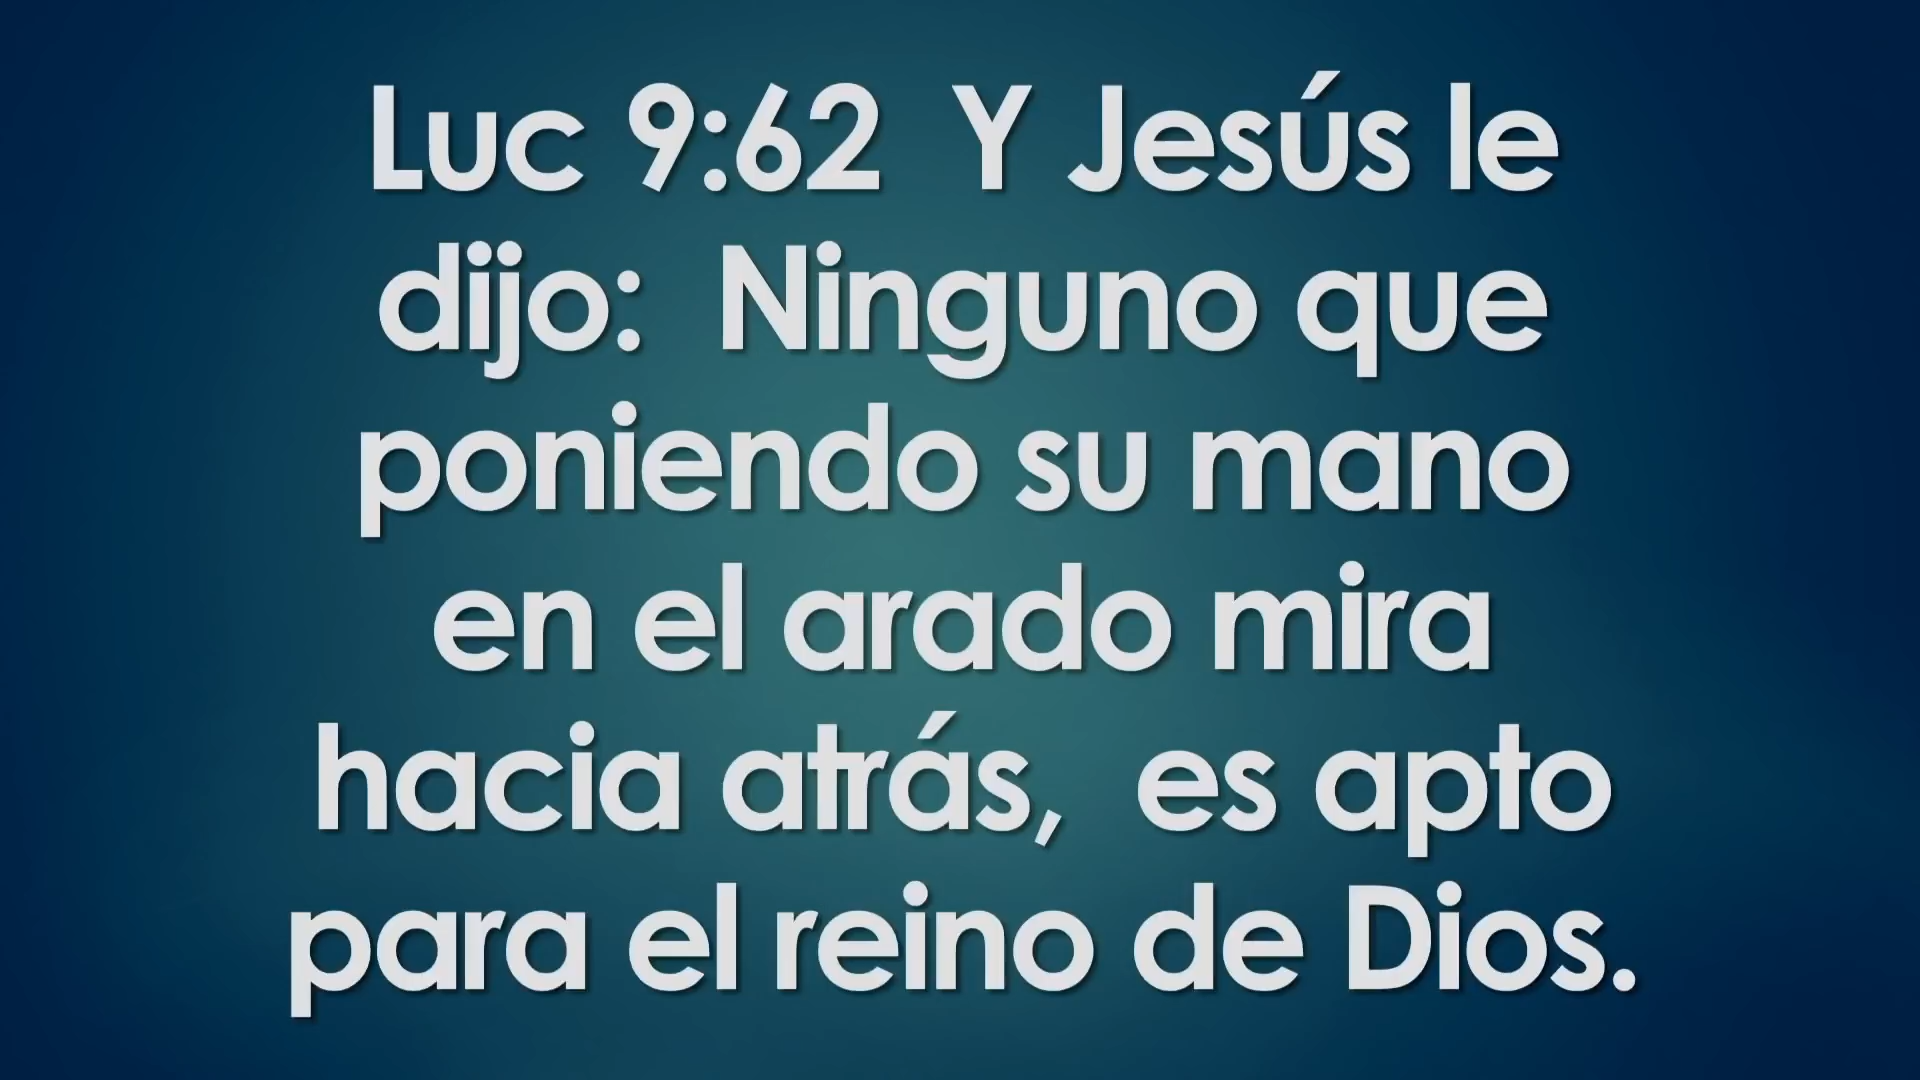 Luc 9:62  Y Jesús le
dijo:  Ninguno que
poniendo su mano
en el arado mira
hacia atrás,  es apto
para el reino de Dios.